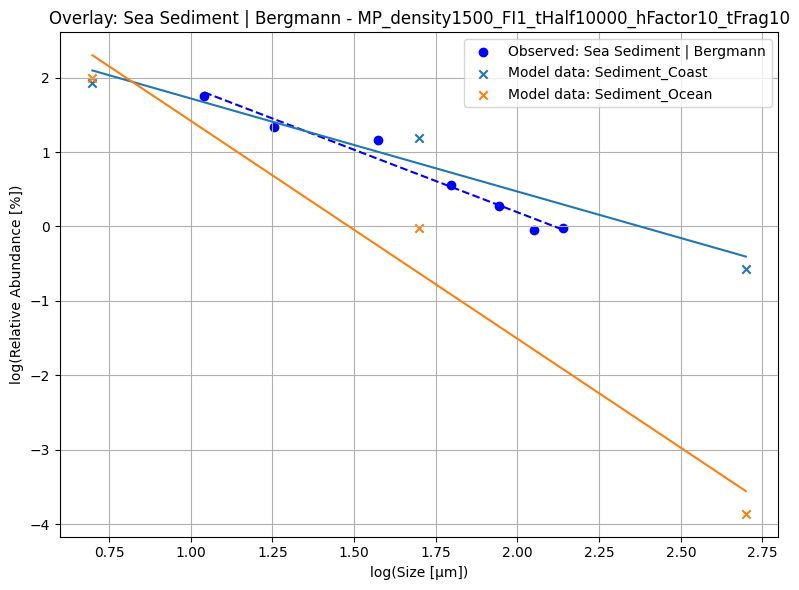 Overlay: Sea Sediment | Bergmann - MP_density1500_FI1_tHalf10000_hFactor10_tFrag10
Observed: Sea Sediment | Bergmann
Model data: Sediment_Coast
Model data: Sediment_Ocean
log(Relative Abundance [%])
2
1
0
−1
−2
−3
−4
0.75
1.00
1.25
1.50
1.75
2.00
2.25
2.50
2.75
log(Size [μm])